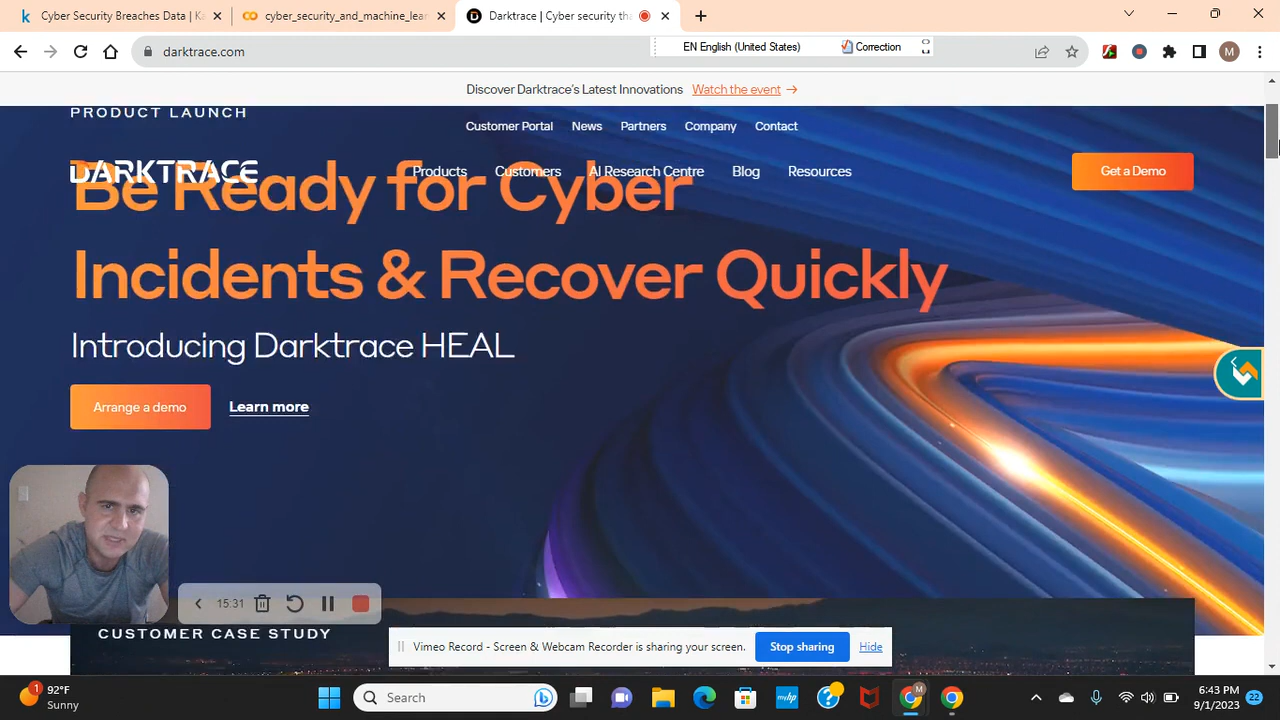 Cyber Security Breaches Data | Ka
cyber_security_and_machine_lear
Darktrace | Cyber security tha
darktrace.com
EN English (United States)
Correction
M
Discover Darktrace's Latest Innovations Watch the event →
PRODUCT LAUNCH
Customer Portal News Partners Company Contact
DARKTRACE
Products Customers AI Research Centre Blog Resources
Get a Demo
Be Ready for Cyber
Incidents & Recover Quickly
Introducing Darktrace HEAL
Arrange a demo
Learn more
15:31
CUSTOMER CASE STUDY
Vimeo Record - Screen & Webcam Recorder is sharing your screen.
Stop sharing
Hide
1
92°F
Sunny
Search
hp
M
6:43 PM
9/1/2023
22